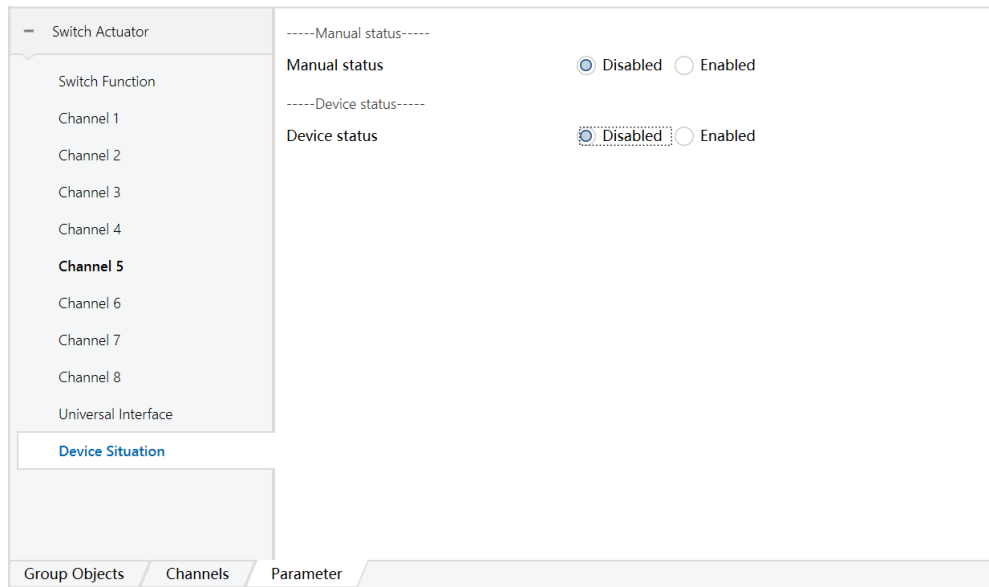 Switch Actuator
Switch Function
Channel 1
Channel 2
Channel 3
Channel 4
Channel 5
Channel 6
Channel 7
Channel 8
Universal Interface
Device Situation
-----Manual status-----
Manual status Disabled Enabled
-----Device status-----
Device status Disabled Enabled
Group Objects Channels Parameter